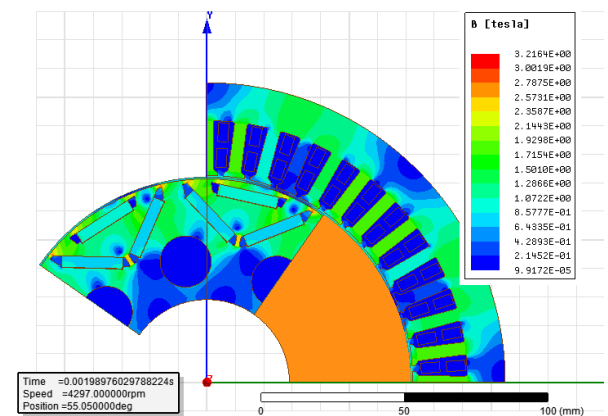 B [tesla]
3.2164E+00
3.0019E+00
2.7875E+00
2.5731E+00
2.3587E+00
2.1443E+00
1.9298E+00
1.7154E+00
1.5010E+00
1.2866E+00
1.0722E+00
8.5777E-01
6.4335E-01
4.2893E-01
2.1452E-01
9.9172E-05
Y
Time =0.00198976029788224s
Speed =4297.000000rpm
Position =55.050000deg
0 50 100 (mm)